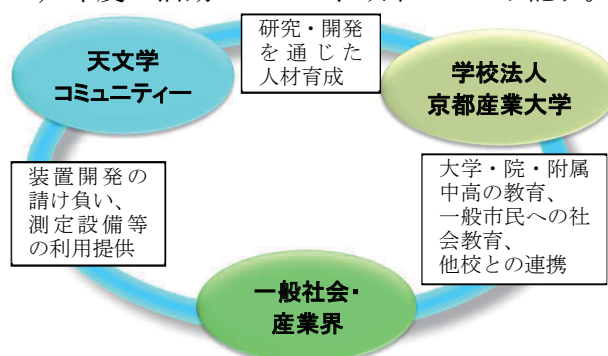 研究・開発
を通じた
人材育成
天文学
コミュニティー
学校法人
京都産業大学
装置開発の
請け負い、
測定設備等
の利用提供
大学・院・附属
中高の教育、
一般市民への社
会教育、
他校との連携
一般社会・
産業界